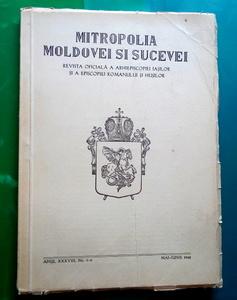 MITROPOLIA
MOLDOVEI SI SUCEVEI
REVISTA OFICIALĂ A ARHIEPISCOPIEI IAȘILOR
ȘI A EPISCOPIEI ROMANULUI ȘI HUȘILOR
ANUL XXXVIII, Nr. 5-6
MAI-IUNIE